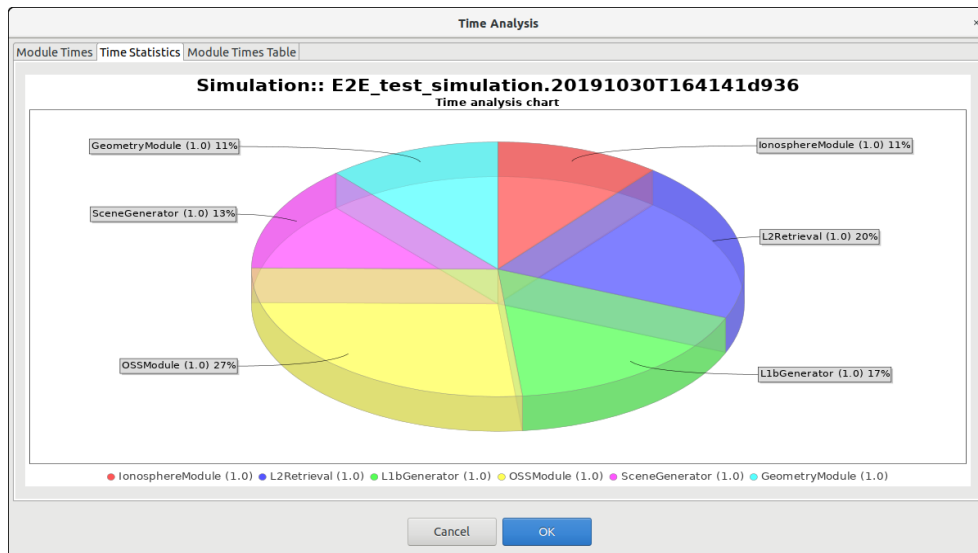 Time Analysis
×
Module Times Time Statistics Module Times Table
Simulation:: E2E_test_simulation.20191030T164141d936
Time analysis chart
GeometryModule (1.0) 11%
IonosphereModule (1.0) 11%
SceneGenerator (1.0) 13%
L2Retrieval (1.0) 20%
OSSModule (1.0) 27%
L1bGenerator (1.0) 17%
IonosphereModule (1.0) L2Retrieval (1.0) L1bGenerator (1.0) OSSModule (1.0) SceneGenerator (1.0) GeometryModule (1.0)
Cancel OK